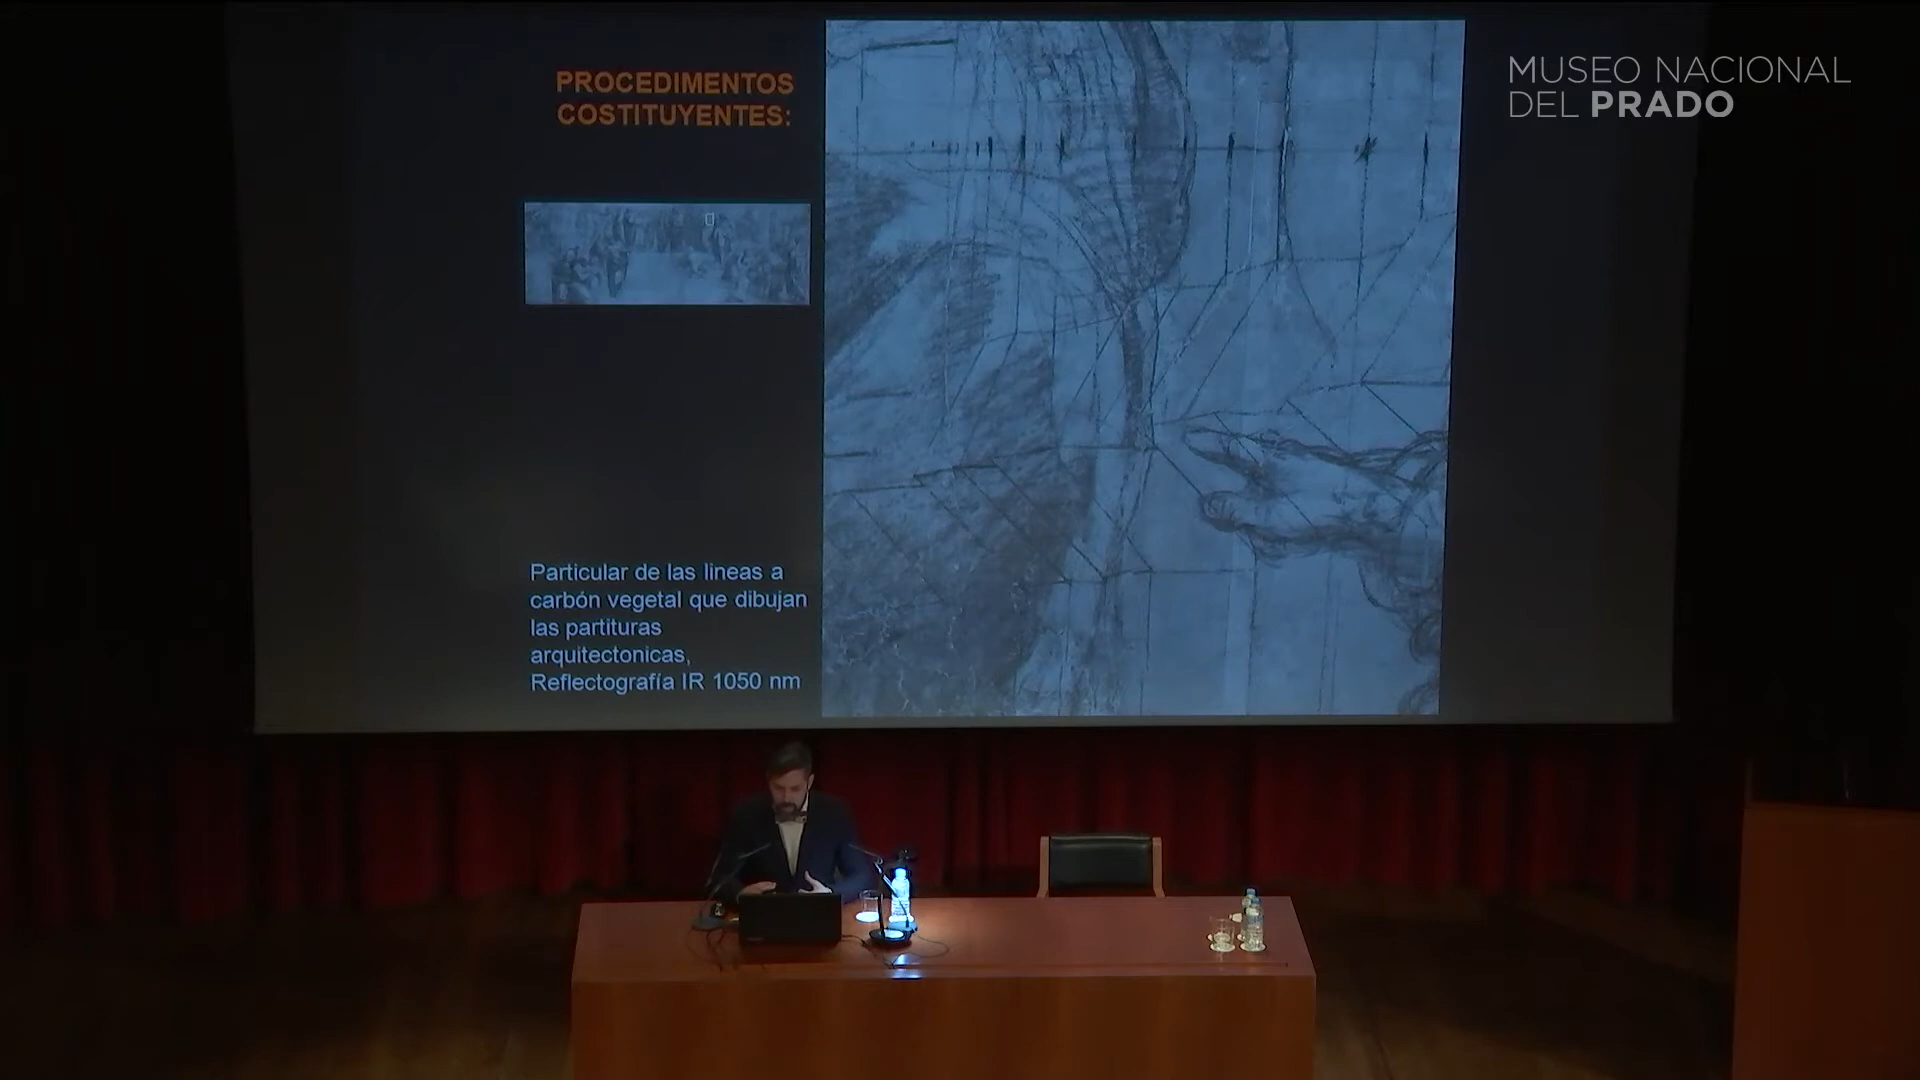 PROCEDIMENTOS
COSTITUYENTES:
MUSEO NACIONAL
DEL PRADO
Particular de las lineas a
carbón vegetal que dibujan
las partituras
arquitectonicas,
Reflectografía IR 1050 nm